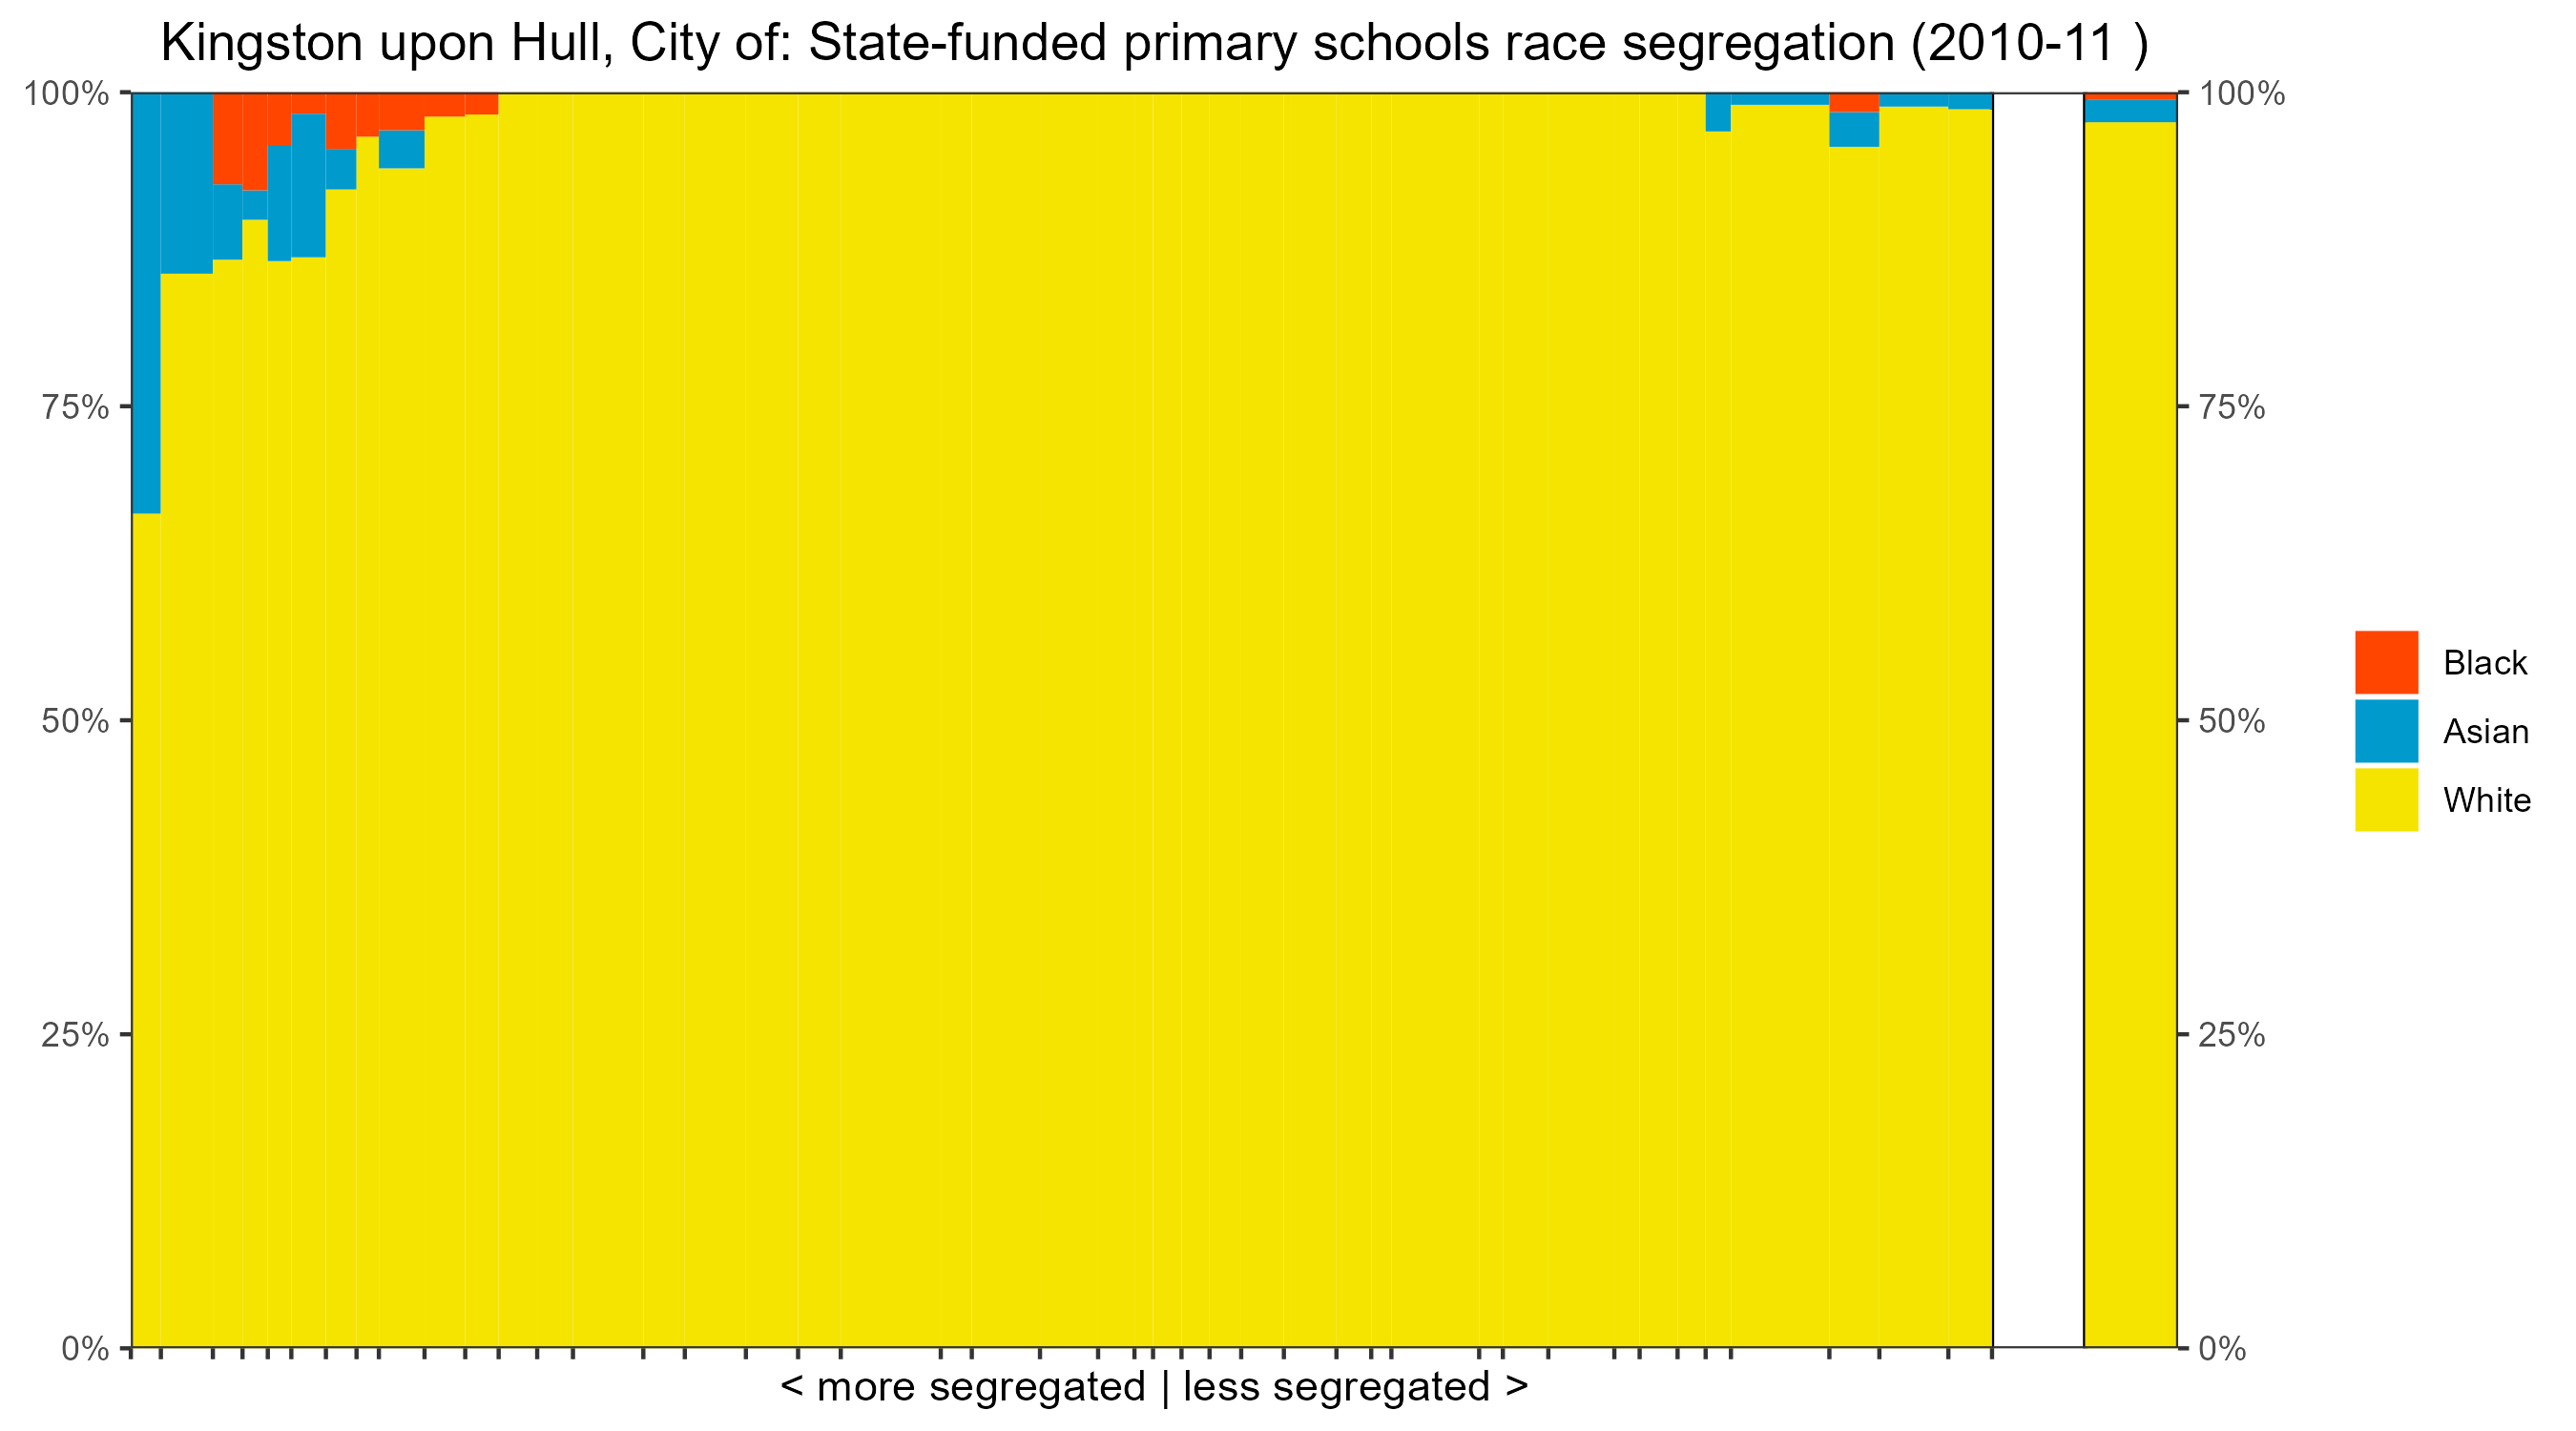 Kingston upon Hull, City of: State-funded primary schools race segregation (2010-11 )
100%
75%
50%
25%
0%
100%
75%
50%
25%
0%
Black
Asian
White
< more segregated | less segregated >